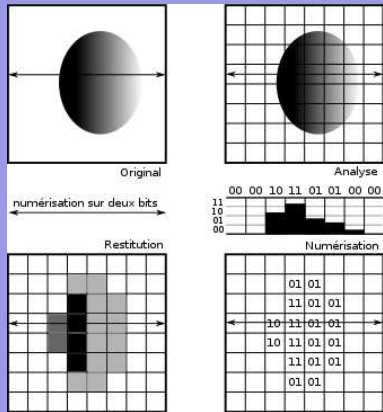 Original
Analyse
numérisation sur deux bits
00 00 10 11 01 01 00 00
11
10
01
00
Restitution
Numérisation
01 01
11 01 01
10 11 01 01
10 11 01 01
11 01 01
01 01